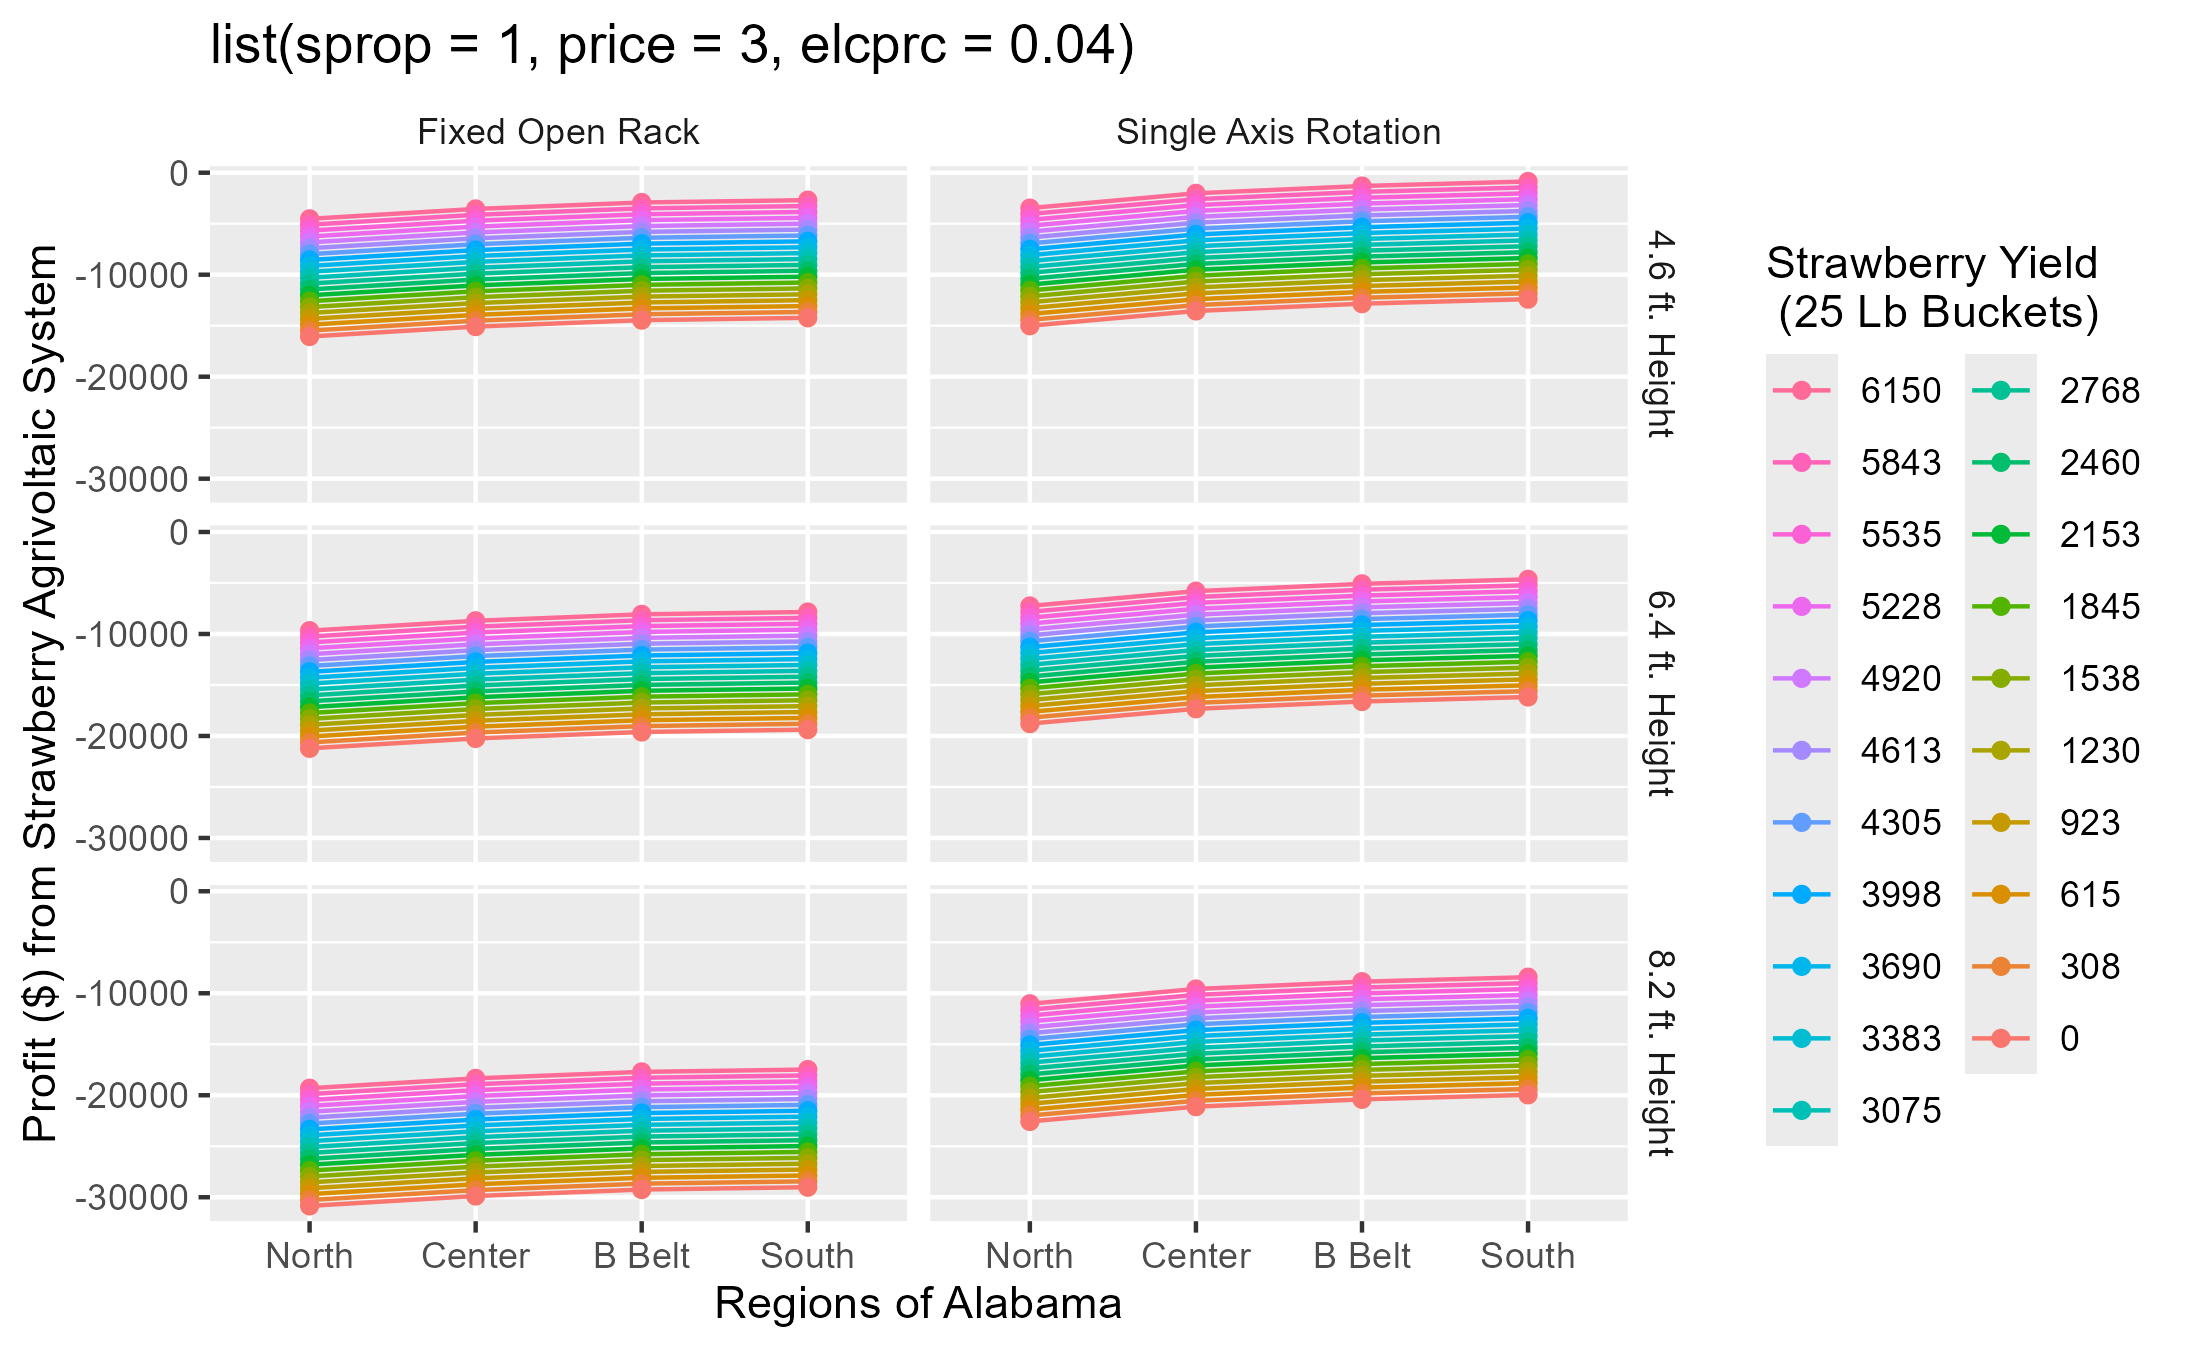 list(sprop = 1, price = 3, elcprc = 0.04)
Fixed Open Rack
Single Axis Rotation
Profit ($) from Strawberry Agrivoltaic System
0
-10000
-20000
-30000
4.6 ft. Height
0
-10000
-20000
-30000
6.4 ft. Height
0
-10000
-20000
-30000
8.2 ft. Height
North Center B Belt South
North Center B Belt South
Regions of Alabama
Strawberry Yield
(25 Lb Buckets)
6150
5843
5535
5228
4920
4613
4305
3998
3690
3383
3075
2768
2460
2153
1845
1538
1230
923
615
308
0